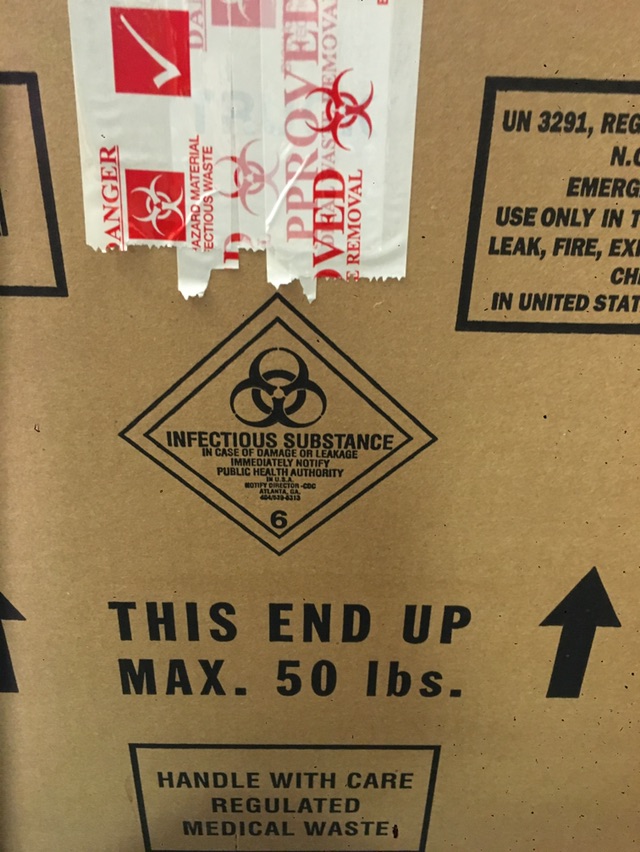 DANGER
HAZARD MATERIAL
INFECTIOUS WASTE
PPROVED
OVED
E REMOVAL
UN 3291, REG
N.O
EMERG
USE ONLY IN T
LEAK, FIRE, EX
CH
IN UNITED STAT
INFECTIOUS SUBSTANCE
IN CASE OF DAMAGE OR LEAKAGE
IMMEDIATELY NOTIFY
PUBLIC HEALTH AUTHORITY
IN U.S.A.
NOTIFY DIRECTOR-CDC
ATLANTA, GA.
6
THIS END UP
MAX. 50 lbs.
HANDLE WITH CARE
REGULATED
MEDICAL WASTE